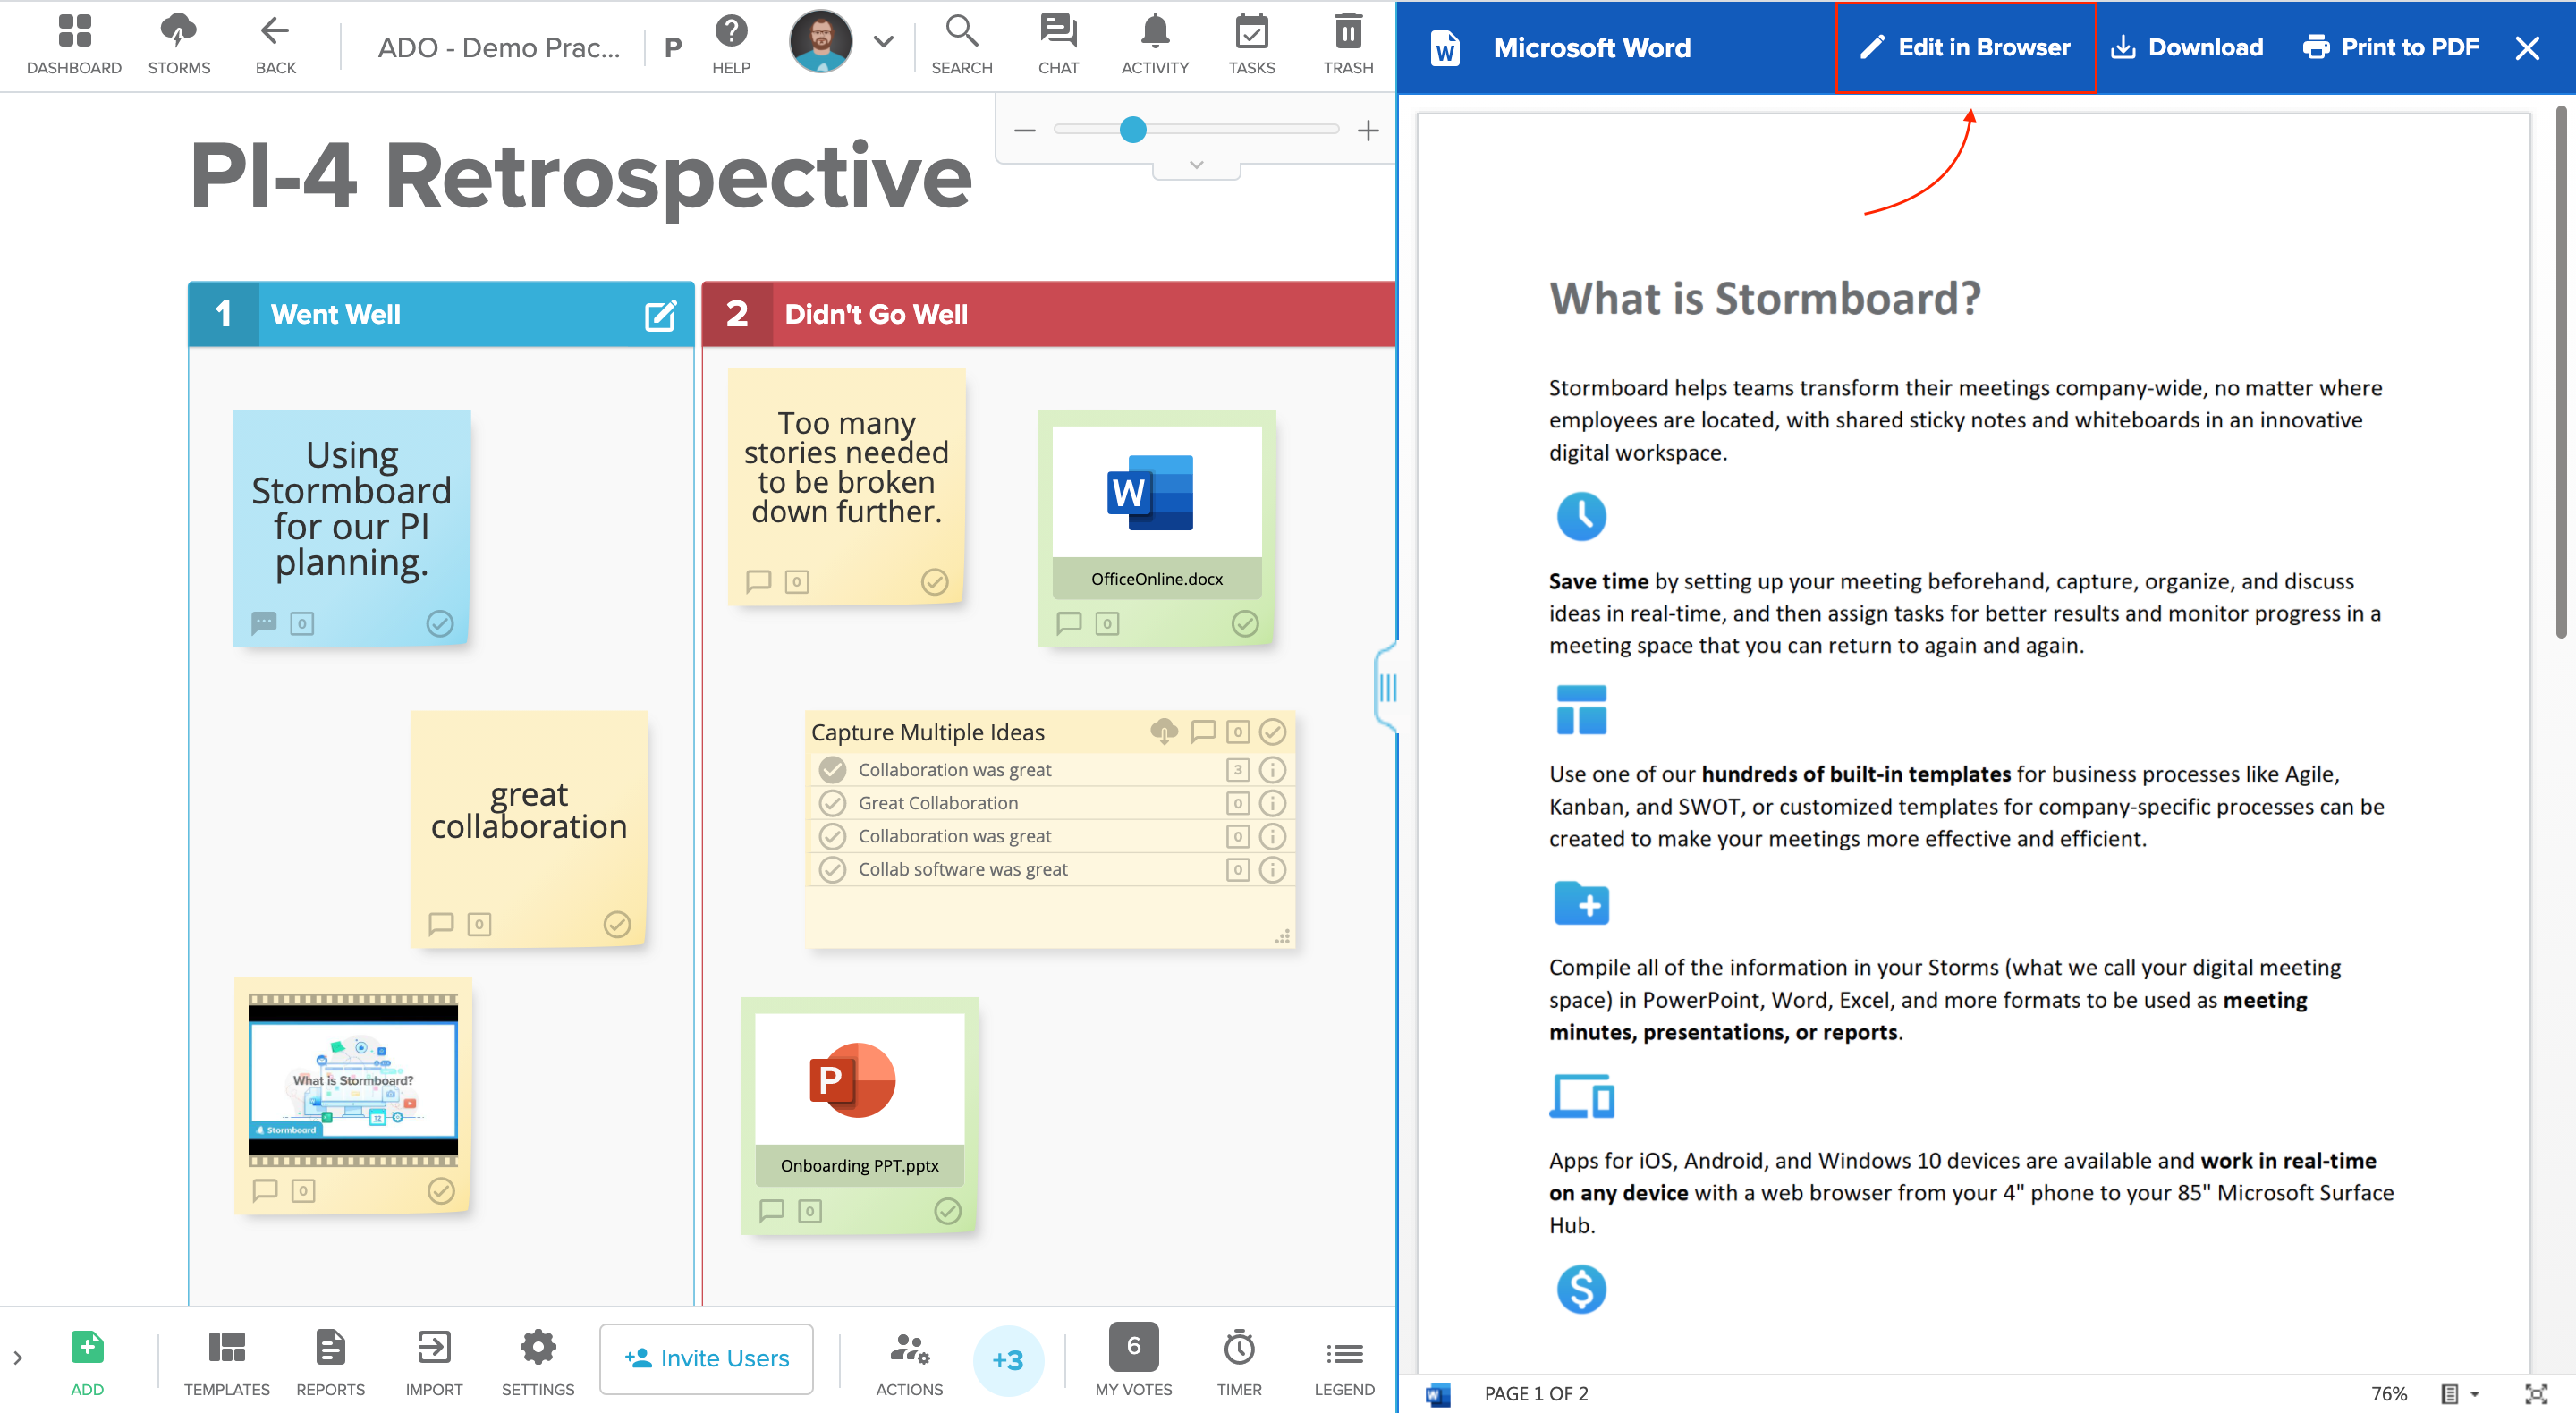 DASHBOARD
STORMS
BACK
ADO - Demo Prac...
P
?
HELP
SEARCH
CHAT
ACTIVITY
TASKS
TRASH
W
Microsoft Word
Edit in Browser
Download
Print to PDF
PI-4 Retrospective
1
Went Well
2
Didn't Go Well
Using
Stormboard
for our PI
planning.
0
great
collaboration
0
What is Stormboard?
Stormboard
0
Too many
stories needed
to be broken
down further.
0
W
OfficeOnline.docx
0
Capture Multiple Ideas
0
Collaboration was great
3
Great Collaboration
0
Collaboration was great
0
Collab software was great
0
P
Onboarding PPT.pptx
0
What is Stormboard?
Stormboard helps teams transform their meetings company-wide, no matter where
employees are located, with shared sticky notes and whiteboards in an innovative
digital workspace.
Save time by setting up your meeting beforehand, capture, organize, and discuss
ideas in real-time, and then assign tasks for better results and monitor progress in a
meeting space that you can return to again and again.
Use one of our hundreds of built-in templates for business processes like Agile,
Kanban, and SWOT, or customized templates for company-specific processes can be
created to make your meetings more effective and efficient.
Compile all of the information in your Storms (what we call your digital meeting
space) in PowerPoint, Word, Excel, and more formats to be used as meeting
minutes, presentations, or reports.
Apps for iOS, Android, and Windows 10 devices are available and work in real-time
on any device with a web browser from your 4" phone to your 85" Microsoft Surface
Hub.
$
ADD
TEMPLATES
REPORTS
IMPORT
SETTINGS
Invite Users
ACTIONS
+3
6
MY VOTES
TIMER
LEGEND
W
PAGE 1 OF 2
76%